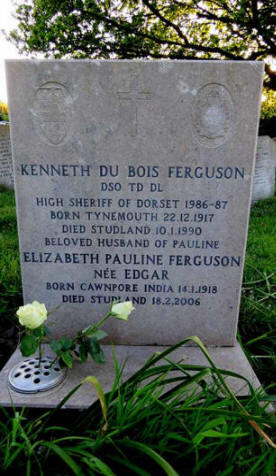 KENNETH DU BOIS FERGUSON
DSO TD DL
HIGH SHERIFF OF DORSET 1986-87
BORN TYNEMOUTH 22.12.1917
DIED STUDLAND 10.1.1990
BELOVED HUSBAND OF PAULINE
ELIZABETH PAULINE FERGUSON
NÉE EDGAR
BORN CAWNPORE INDIA 14.1.1918
DIED STUDLAND 18.2.2006